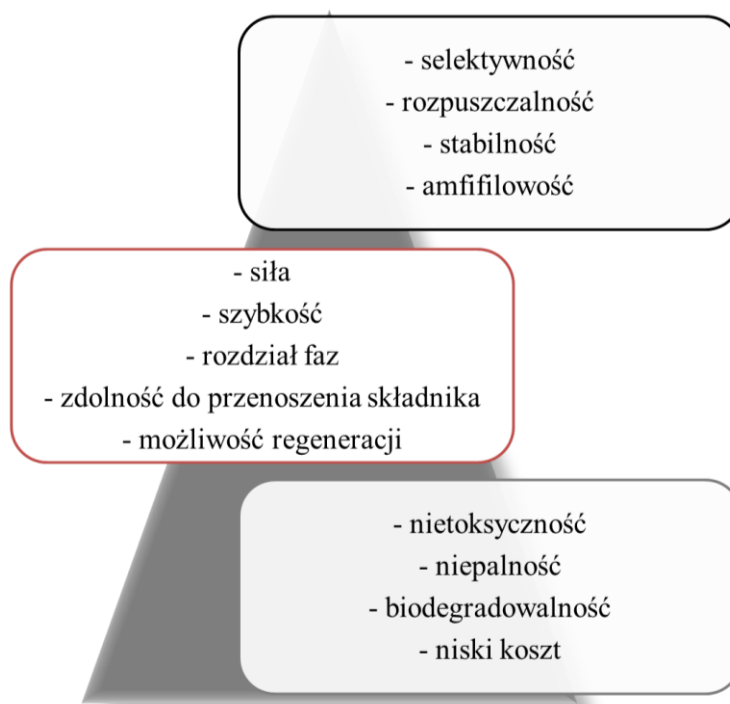 - selektywność
- rozpuszczalność
- stabilność
- amfifilowość
- siła
- szybkość
- rozdział faz
- zdolność do przenoszenia składnika
- możliwość regeneracji
- nietoksyczność
- niepalność
- biodegradowalność
- niski koszt